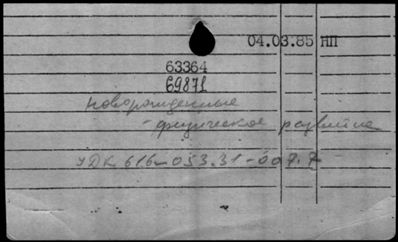 04.03.85 НП
63364
69871
новорожденные
- физическое развитие
УДК 616-053.31-007.7